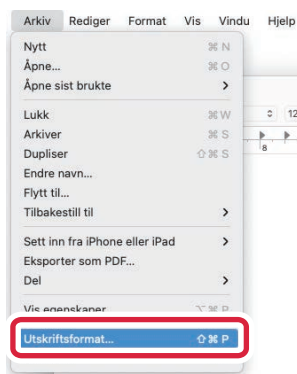 Arkiv Rediger Format Vis Vindu Hjelp
Nytt ⌘ N
Åpne... ⌘ O
Åpne sist brukte >
Lukk ⌘ W
12
Arkiver ⌘ S
8
Dupliser ⇧ ⌘ S
Endre navn...
Flytt til...
Tilbakestill til >
Sett inn fra iPhone eller iPad >
Eksporter som PDF...
Del >
Vis egenskaper ⌥ ⌘ P
Utskriftsformat... ⇧ ⌘ P